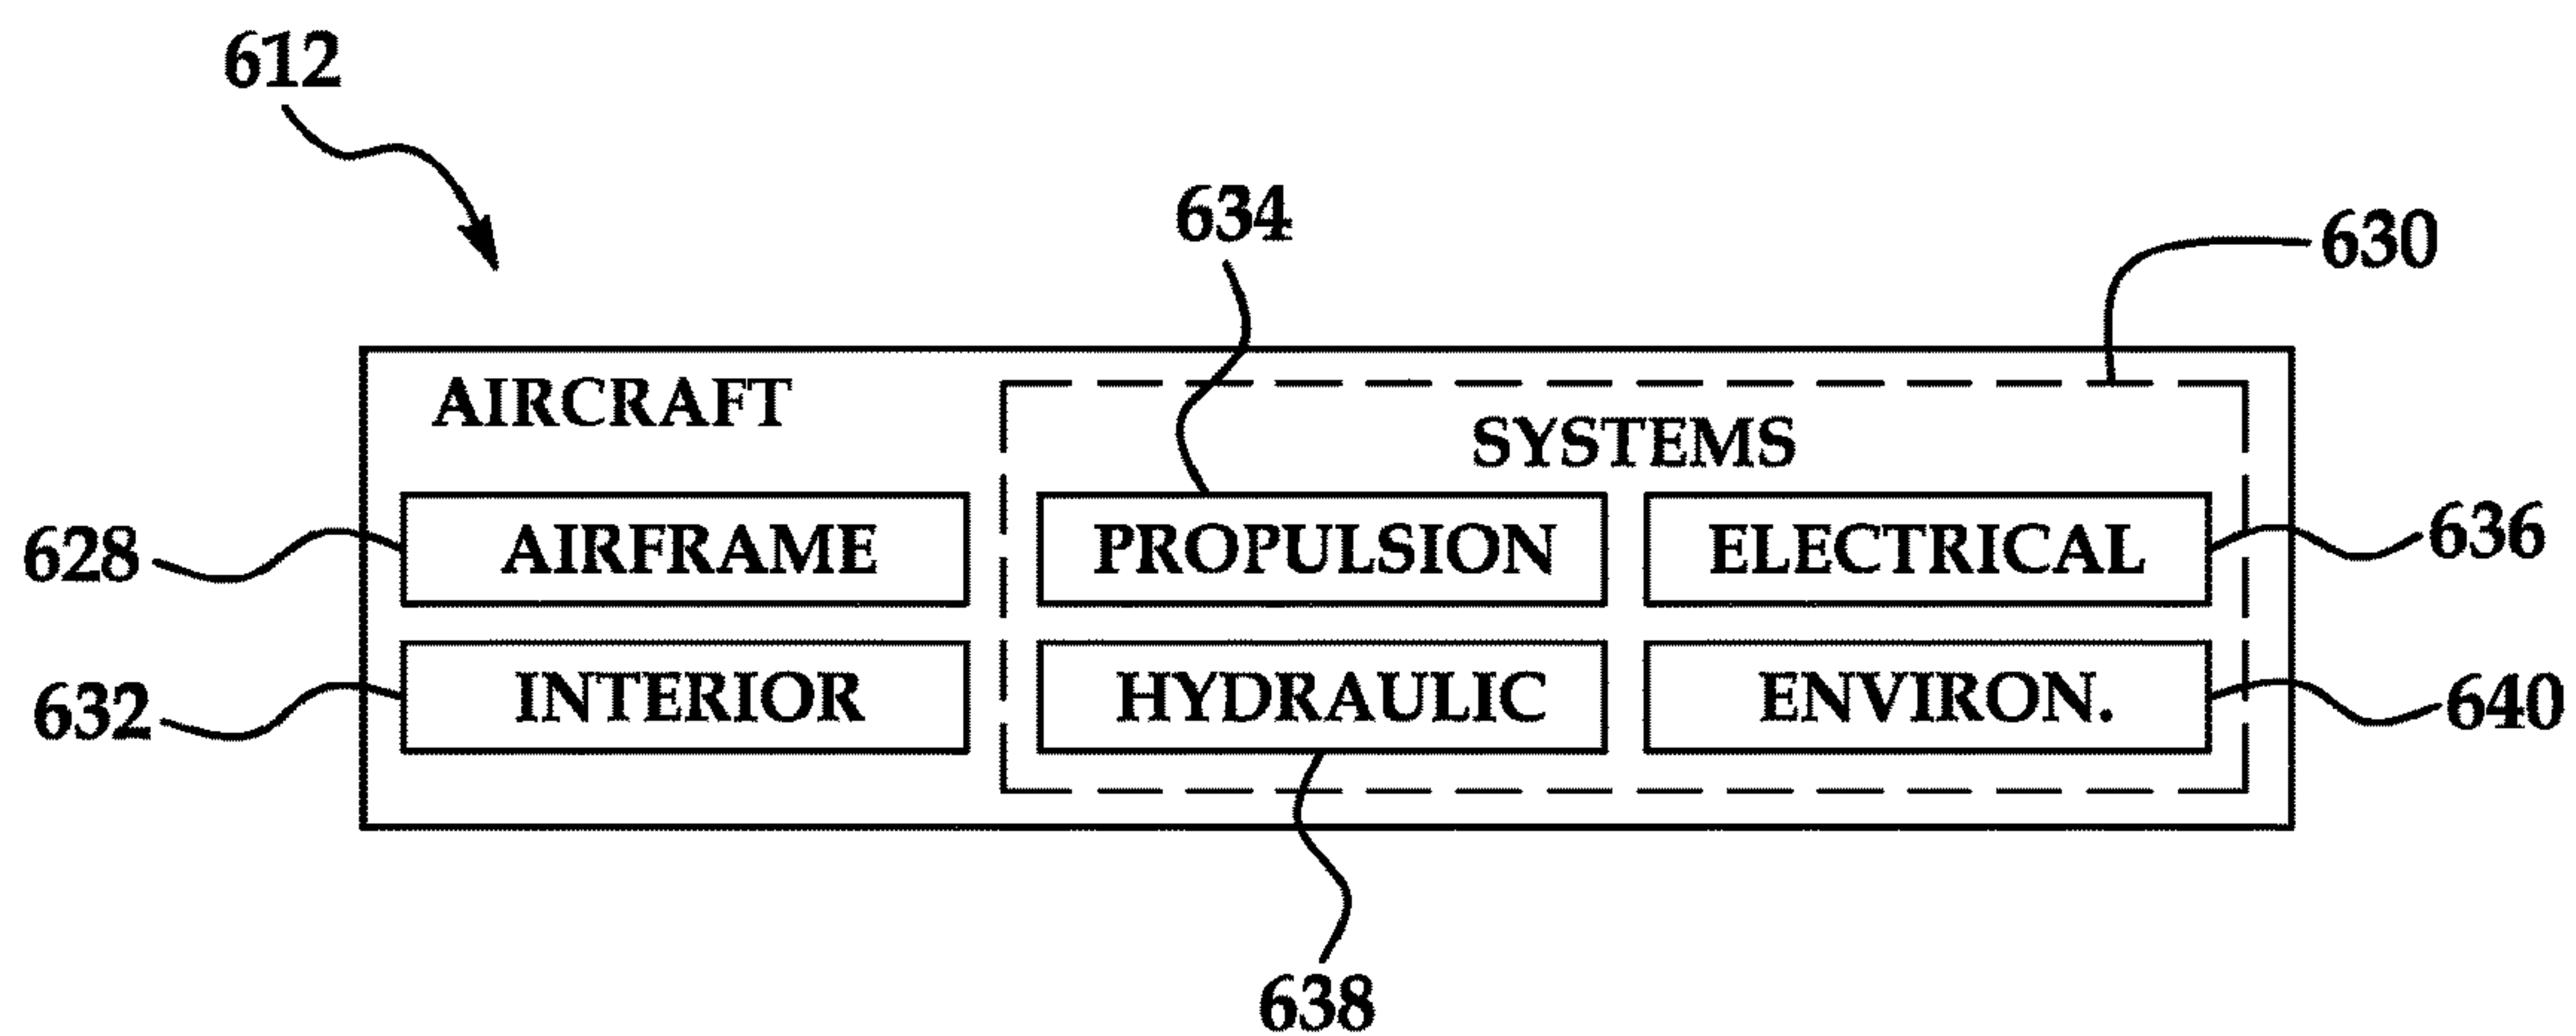 612
634
630
AIRCRAFT
SYSTEMS
628
AIRFRAME
PROPULSION
ELECTRICAL
636
632
INTERIOR
HYDRAULIC
ENVIRON.
640
638